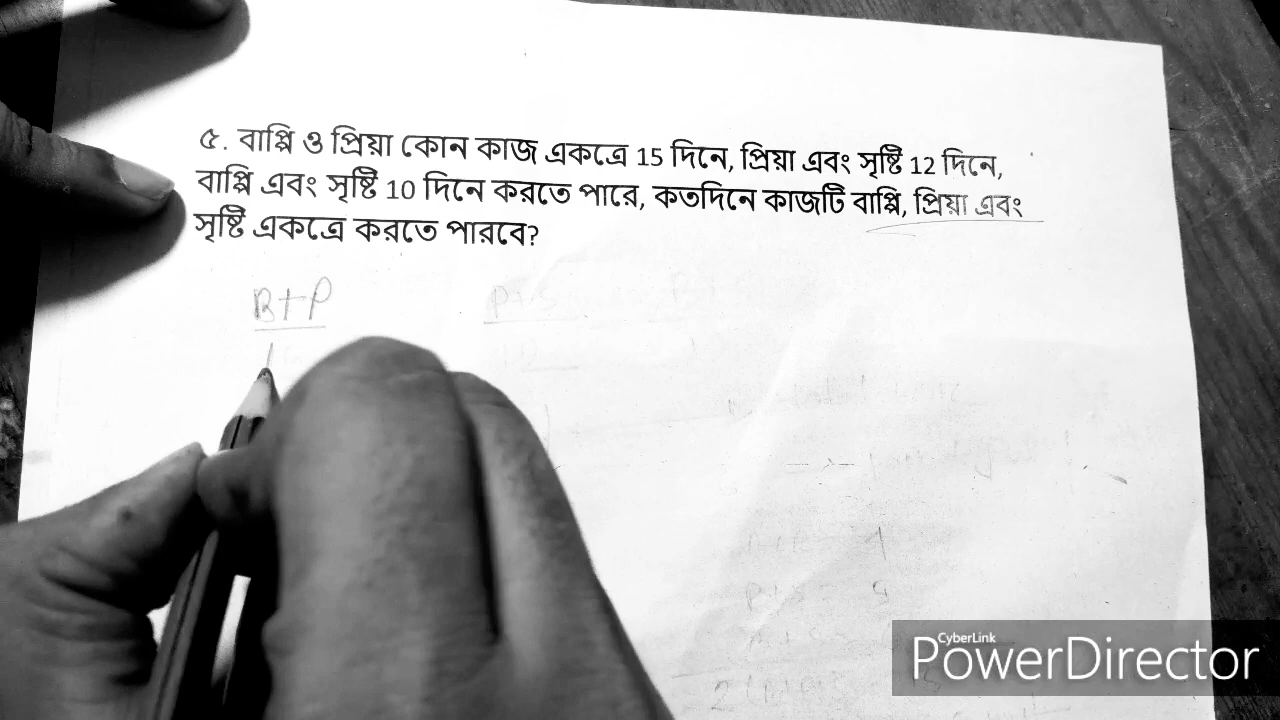 ৫. বাপ্পি ও প্রিয়া কোন কাজ একত্রে 15 দিনে, প্রিয়া এবং সৃষ্টি 12 দিনে,
বাপ্পি এবং সৃষ্টি 10 দিনে করতে পারে, কতদিনে কাজটি বাপ্পি, প্রিয়া এবং
সৃষ্টি একত্রে করতে পারবে?
B+P
P+S
CyberLink
PowerDirector